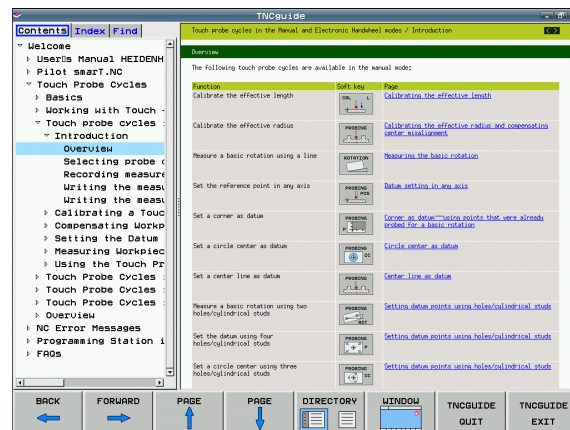 TNCguide
Contents Index Find
Touch probe cycles in the Manual and Electronic Handwheel modes / Introduction
Welcome
User's Manual HEIDENH
Pilot smarT.NC
Touch Probe Cycles
Basics
Working with Touch -
Touch probe cycles :
Introduction
Overview
Selecting probe c
Recording measure
Writing the measu
Writing the measu
Calibrating a Touc
Compensating Workp
Setting the Datum
Measuring Workpiec
Using the Touch Pr
Touch Probe Cycles :
Touch Probe Cycles :
Touch Probe Cycles :
Overview
NC Error Messages
Programming Station i
FAQs
Overview
The following touch probe cycles are available in the manual mode:
Function Soft key Page
Calibrate the effective length CAL L Calibrating the effective length
Calibrate the effective radius PROBING Calibrating the effective radius and compensating
center misalignment
Measure a basic rotation using a line ROTATION Measuring the basic rotation
Set the reference point in any axis PROBING POS Datum setting in any axis
Set a corner as datum PROBING P Corner as datum—using points that were already
probed for a basic rotation
Set a circle center as datum PROBING CC Circle center as datum
Set a center line as datum PROBING Center line as datum
Measure a basic rotation using two
holes/cylindrical studs PROBING ROT Setting datum points using holes/cylindrical studs
Set the datum using four
holes/cylindrical studs PROBING P Setting datum points using holes/cylindrical studs
Set a circle center using three
holes/cylindrical studs PROBING CC Setting datum points using holes/cylindrical studs
BACK FORWARD PAGE PAGE DIRECTORY WINDOW TNCGUIDE QUIT TNCGUIDE EXIT